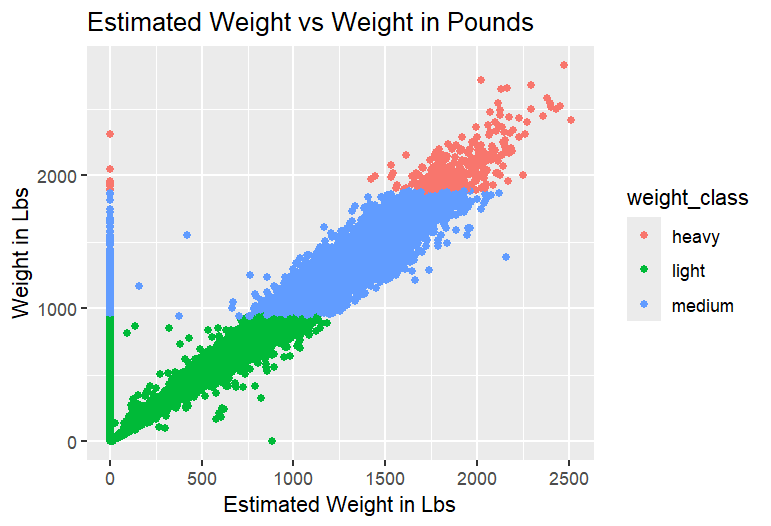 Estimated Weight vs Weight in Pounds
2000
1000
0
Weight in Lbs
0 500 1000 1500 2000 2500
Estimated Weight in Lbs
weight_class
heavy
light
medium